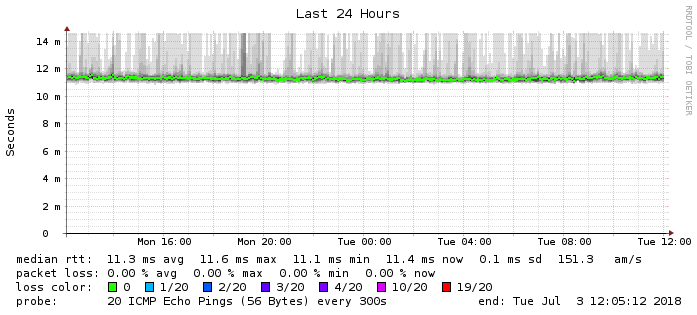 Last 24 Hours
RRDTOOL / TOBI OETIKER
Seconds
14 m
12 m
10 m
8 m
6 m
4 m
2 m
0
Mon 16:00 Mon 20:00 Tue 00:00 Tue 04:00 Tue 08:00 Tue 12:00
median rtt: 11.3 ms avg 11.6 ms max 11.1 ms min 11.4 ms now 0.1 ms sd 151.3 am/s
packet loss: 0.00 % avg 0.00 % max 0.00 % min 0.00 % now
loss color: 0 1/20 2/20 3/20 4/20 10/20 19/20
probe: 20 ICMP Echo Pings (56 Bytes) every 300s end: Tue Jul 3 12:05:12 2018